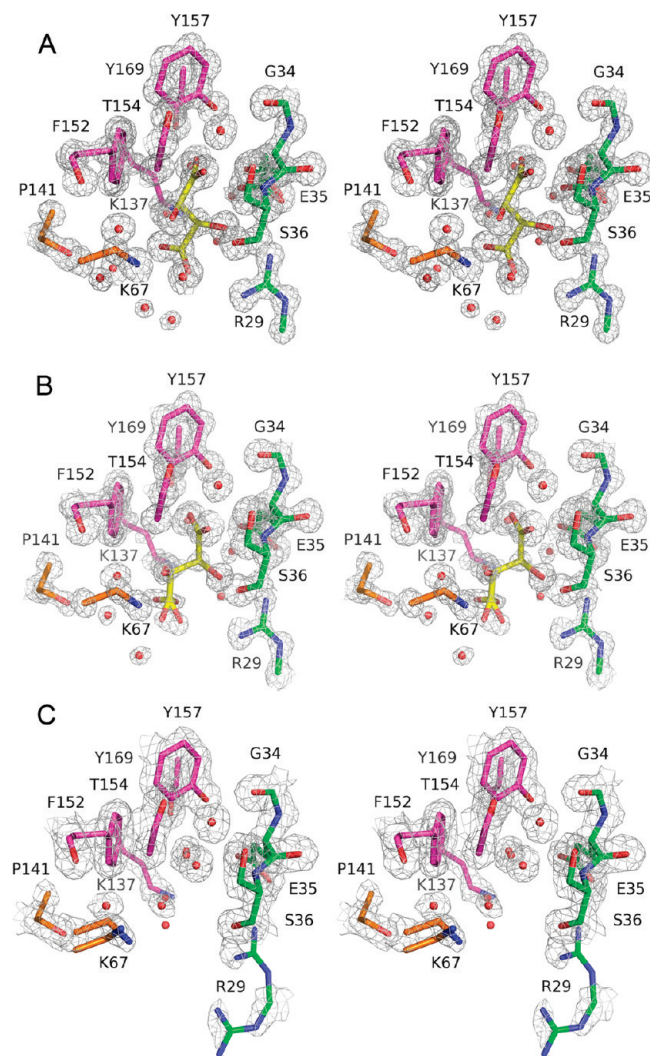 A
Y157 Y157
Y169 G34 Y169 G34
T154 T154
F152 F152
P141 P141
K137 E35 K137 E35
S36 S36
K67 K67
R29 R29
B
Y157 Y157
Y169 G34 Y169 G34
F152 T154 F152 T154
P141 P141
K137 E35 K137 E35
S36 S36
K67 K67
R29 R29
C
Y157 Y157
Y169 G34 Y169 G34
T154 T154
F152 F152
P141 P141
K137 E35 K137 E35
S36 S36
K67 K67
R29 R29